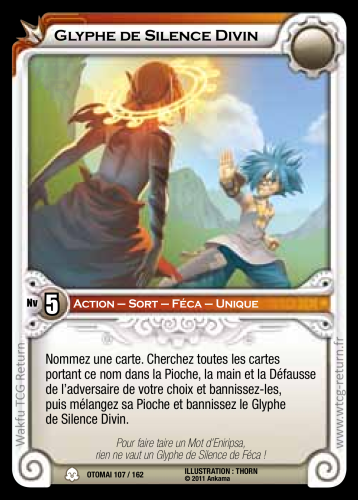 Glyphe de Silence Divin
Nv 5
Action – Sort – Féca – Unique
Nommez une carte. Cherchez toutes les cartes
portant ce nom dans la Pioche, la main et la Défausse
de l'adversaire de votre choix et bannissez-les,
puis mélangez sa Pioche et bannissez le Glyphe
de Silence Divin.
Pour faire taire un Mot d'Eniripsa,
rien ne vaut un Glyphe de Silence de Féca !
OTOMAI 107 / 162
ILLUSTRATION : THORN
© 2011 Ankama
Wakfu TCG Return
www.wtcg-return.fr